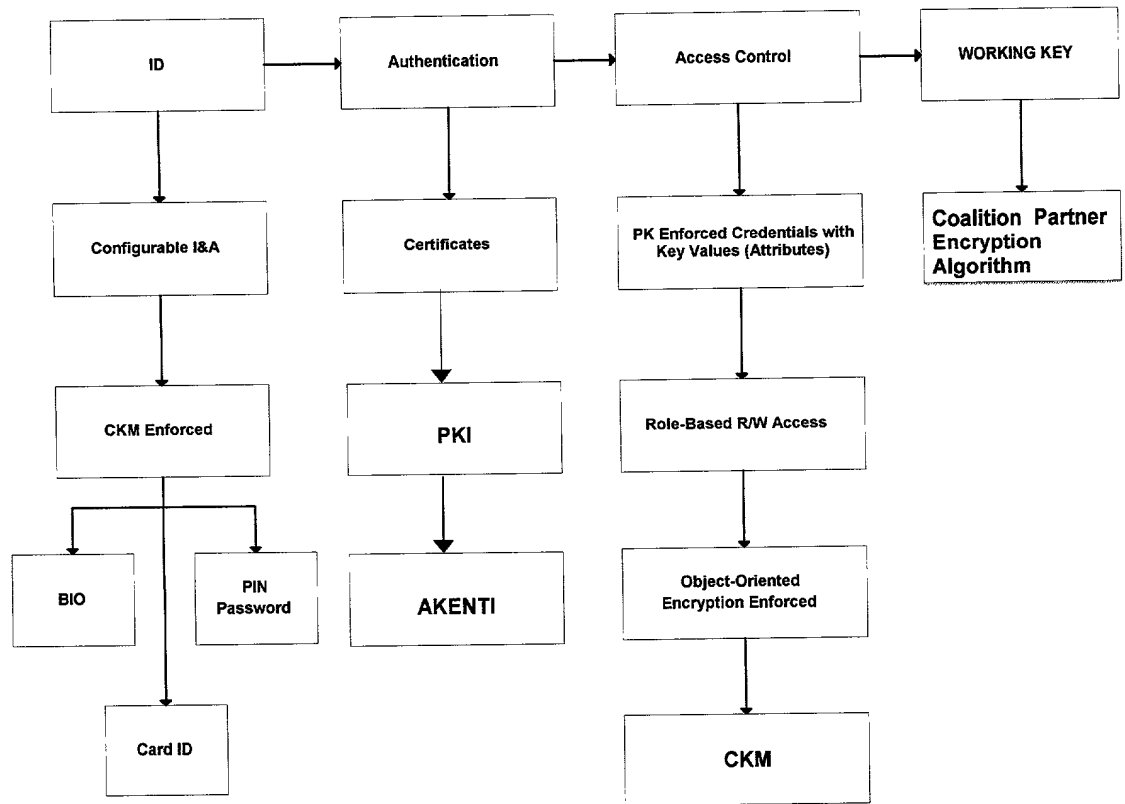 ID
Authentication
Access Control
WORKING KEY
Configurable I&A
Certificates
PK Enforced Credentials with
Key Values (Attributes)
Coalition Partner
Encryption
Algorithm
CKM Enforced
PKI
Role-Based R/W Access
BIO
PIN
Password
AKENTI
Object-Oriented
Encryption Enforced
Card ID
CKM